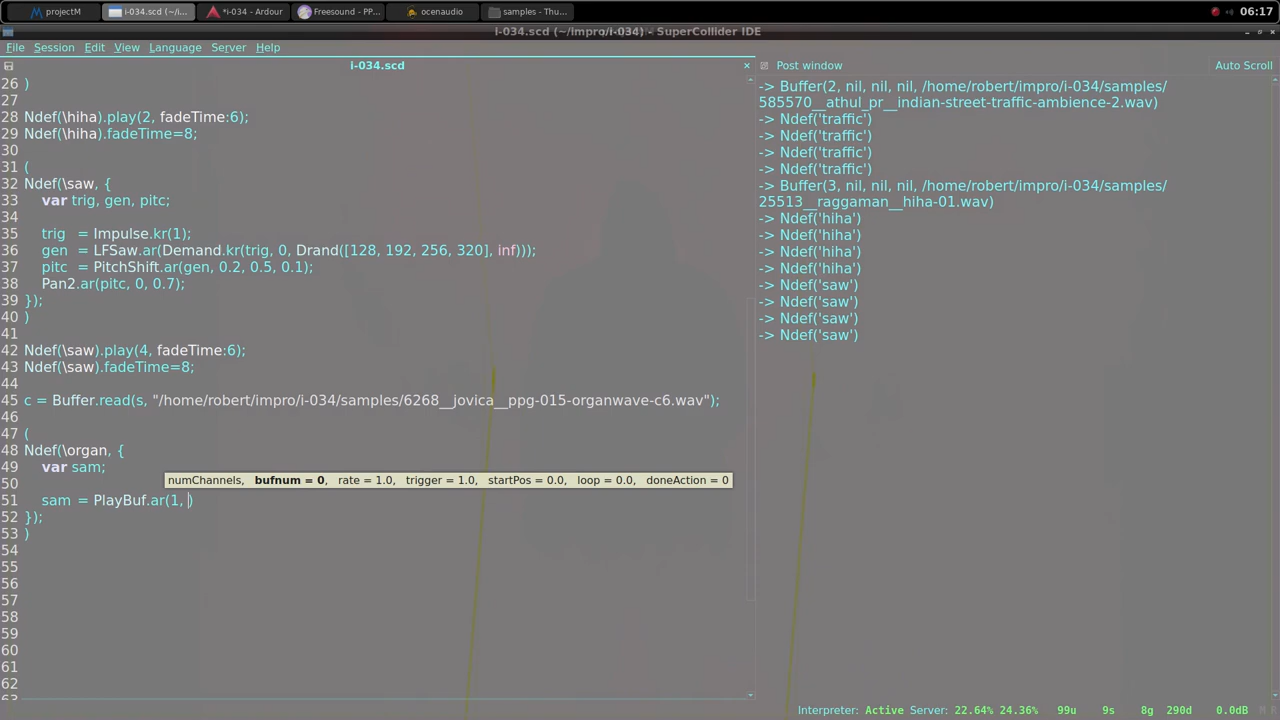 projectM
i-034.scd (~/i...
*i-034 - Ardour
Freesound - PP...
ocenaudio
samples - Thu...
06:17
i-034.scd (~/impro/i-034) - SuperCollider IDE
File Session Edit View Language Server Help
i-034.scd
Post window
Auto Scroll
26 )
27
28 Ndef(\hiha).play(2, fadeTime:6);
29 Ndef(\hiha).fadeTime=8;
30
31 (
32 Ndef(\saw, {
33 var trig, gen, pitc;
34
35 trig = Impulse.kr(1);
36 gen = LFSaw.ar(Demand.kr(trig, 0, Drand([128, 192, 256, 320], inf)));
37 pitc = PitchShift.ar(gen, 0.2, 0.5, 0.1);
38 Pan2.ar(pitc, 0, 0.7);
39 });
40 )
41
42 Ndef(\saw).play(4, fadeTime:6);
43 Ndef(\saw).fadeTime=8;
44
45 c = Buffer.read(s, "/home/robert/impro/i-034/samples/6268__jovica__ppg-015-organwave-c6.wav");
46
47 (
48 Ndef(\organ, {
49 var sam;
numChannels, bufnum = 0, rate = 1.0, trigger = 1.0, startPos = 0.0, loop = 0.0, doneAction = 0
50
51 sam = PlayBuf.ar(1, )
52 });
53 )
54
55
56
57
58
59
60
61
62
63
-> Buffer(2, nil, nil, nil, /home/robert/impro/i-034/samples/
585570__athul_pr__indian-street-traffic-ambience-2.wav)
-> Ndef('traffic')
-> Ndef('traffic')
-> Ndef('traffic')
-> Ndef('traffic')
-> Buffer(3, nil, nil, nil, /home/robert/impro/i-034/samples/
25513__raggaman__hiha-01.wav)
-> Ndef('hiha')
-> Ndef('hiha')
-> Ndef('hiha')
-> Ndef('hiha')
-> Ndef('saw')
-> Ndef('saw')
-> Ndef('saw')
-> Ndef('saw')
Interpreter: Active Server: 22.64% 24.36% 99u 9s 8g 290d 0.0dB